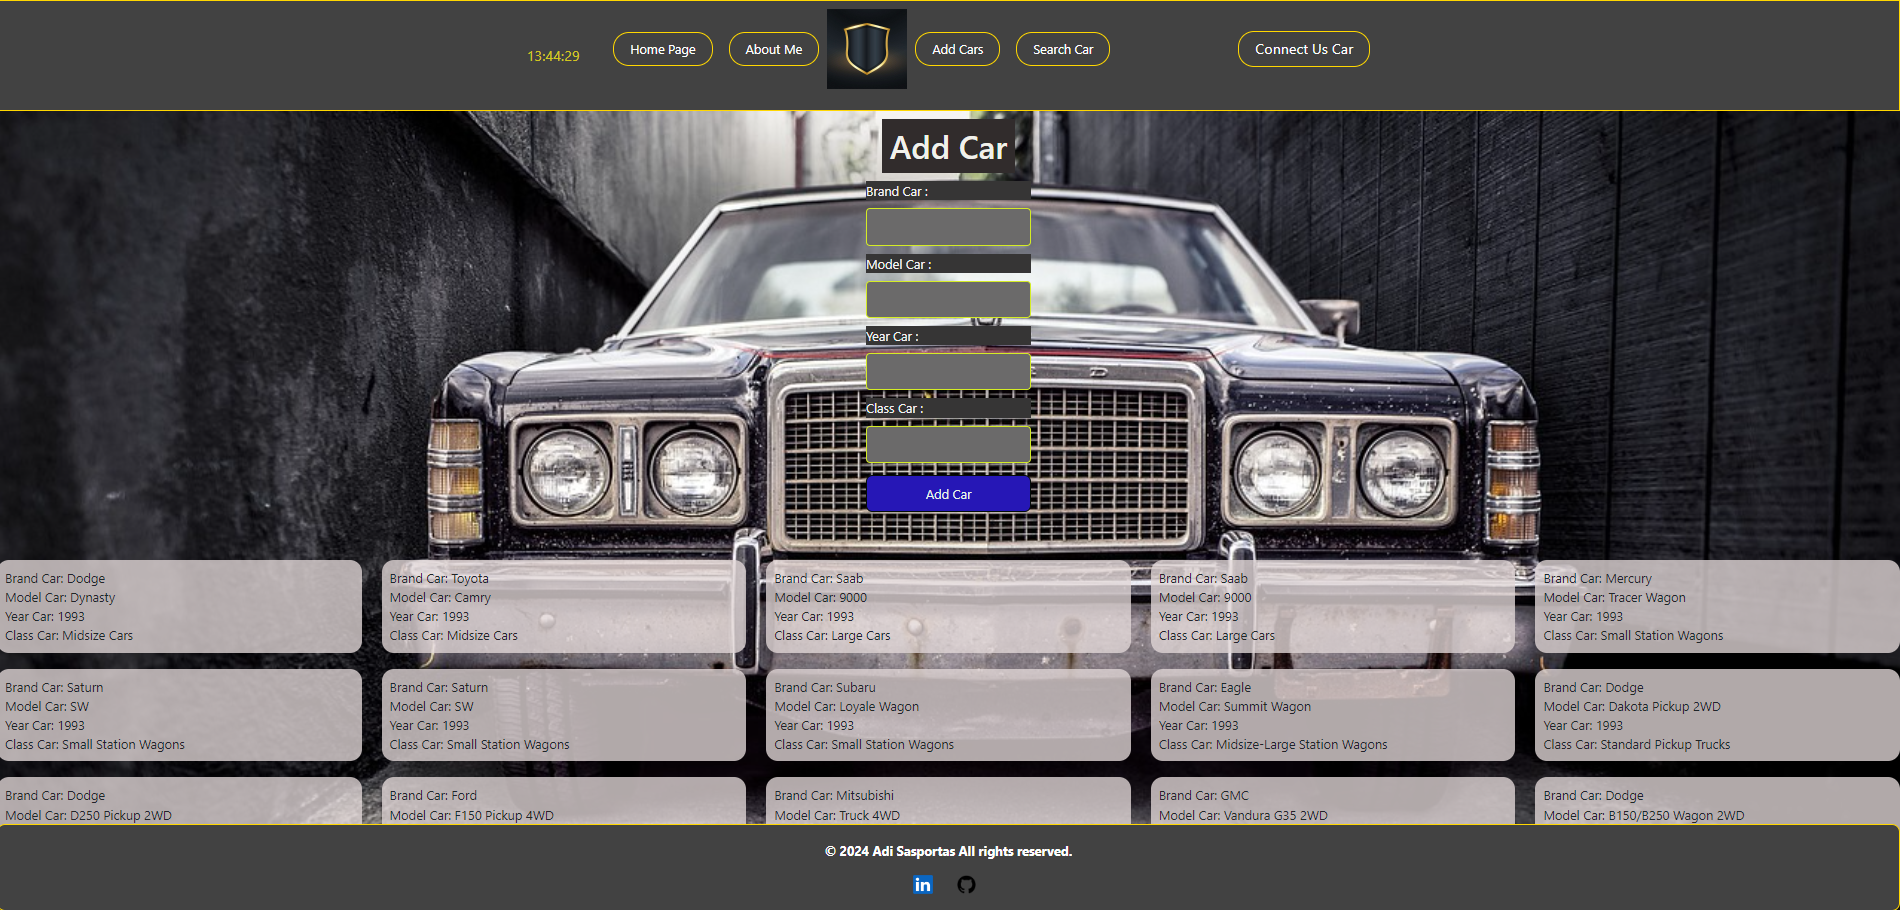 13:44:29
Home Page
About Me
Add Cars
Search Car
Connect Us Car
Add Car
Brand Car :
Model Car :
Year Car :
Class Car :
Add Car
Brand Car: Dodge
Model Car: Dynasty
Year Car: 1993
Class Car: Midsize Cars
Brand Car: Toyota
Model Car: Camry
Year Car: 1993
Class Car: Midsize Cars
Brand Car: Saab
Model Car: 9000
Year Car: 1993
Class Car: Large Cars
Brand Car: Saab
Model Car: 9000
Year Car: 1993
Class Car: Large Cars
Brand Car: Mercury
Model Car: Tracer Wagon
Year Car: 1993
Class Car: Small Station Wagons
Brand Car: Saturn
Model Car: SW
Year Car: 1993
Class Car: Small Station Wagons
Brand Car: Saturn
Model Car: SW
Year Car: 1993
Class Car: Small Station Wagons
Brand Car: Subaru
Model Car: Loyale Wagon
Year Car: 1993
Class Car: Small Station Wagons
Brand Car: Eagle
Model Car: Summit Wagon
Year Car: 1993
Class Car: Midsize-Large Station Wagons
Brand Car: Dodge
Model Car: Dakota Pickup 2WD
Year Car: 1993
Class Car: Standard Pickup Trucks
Brand Car: Dodge
Model Car: D250 Pickup 2WD
Brand Car: Ford
Model Car: F150 Pickup 4WD
Brand Car: Mitsubishi
Model Car: Truck 4WD
Brand Car: GMC
Model Car: Vandura G35 2WD
Brand Car: Dodge
Model Car: B150/B250 Wagon 2WD
© 2024 Adi Sasportas All rights reserved.
in